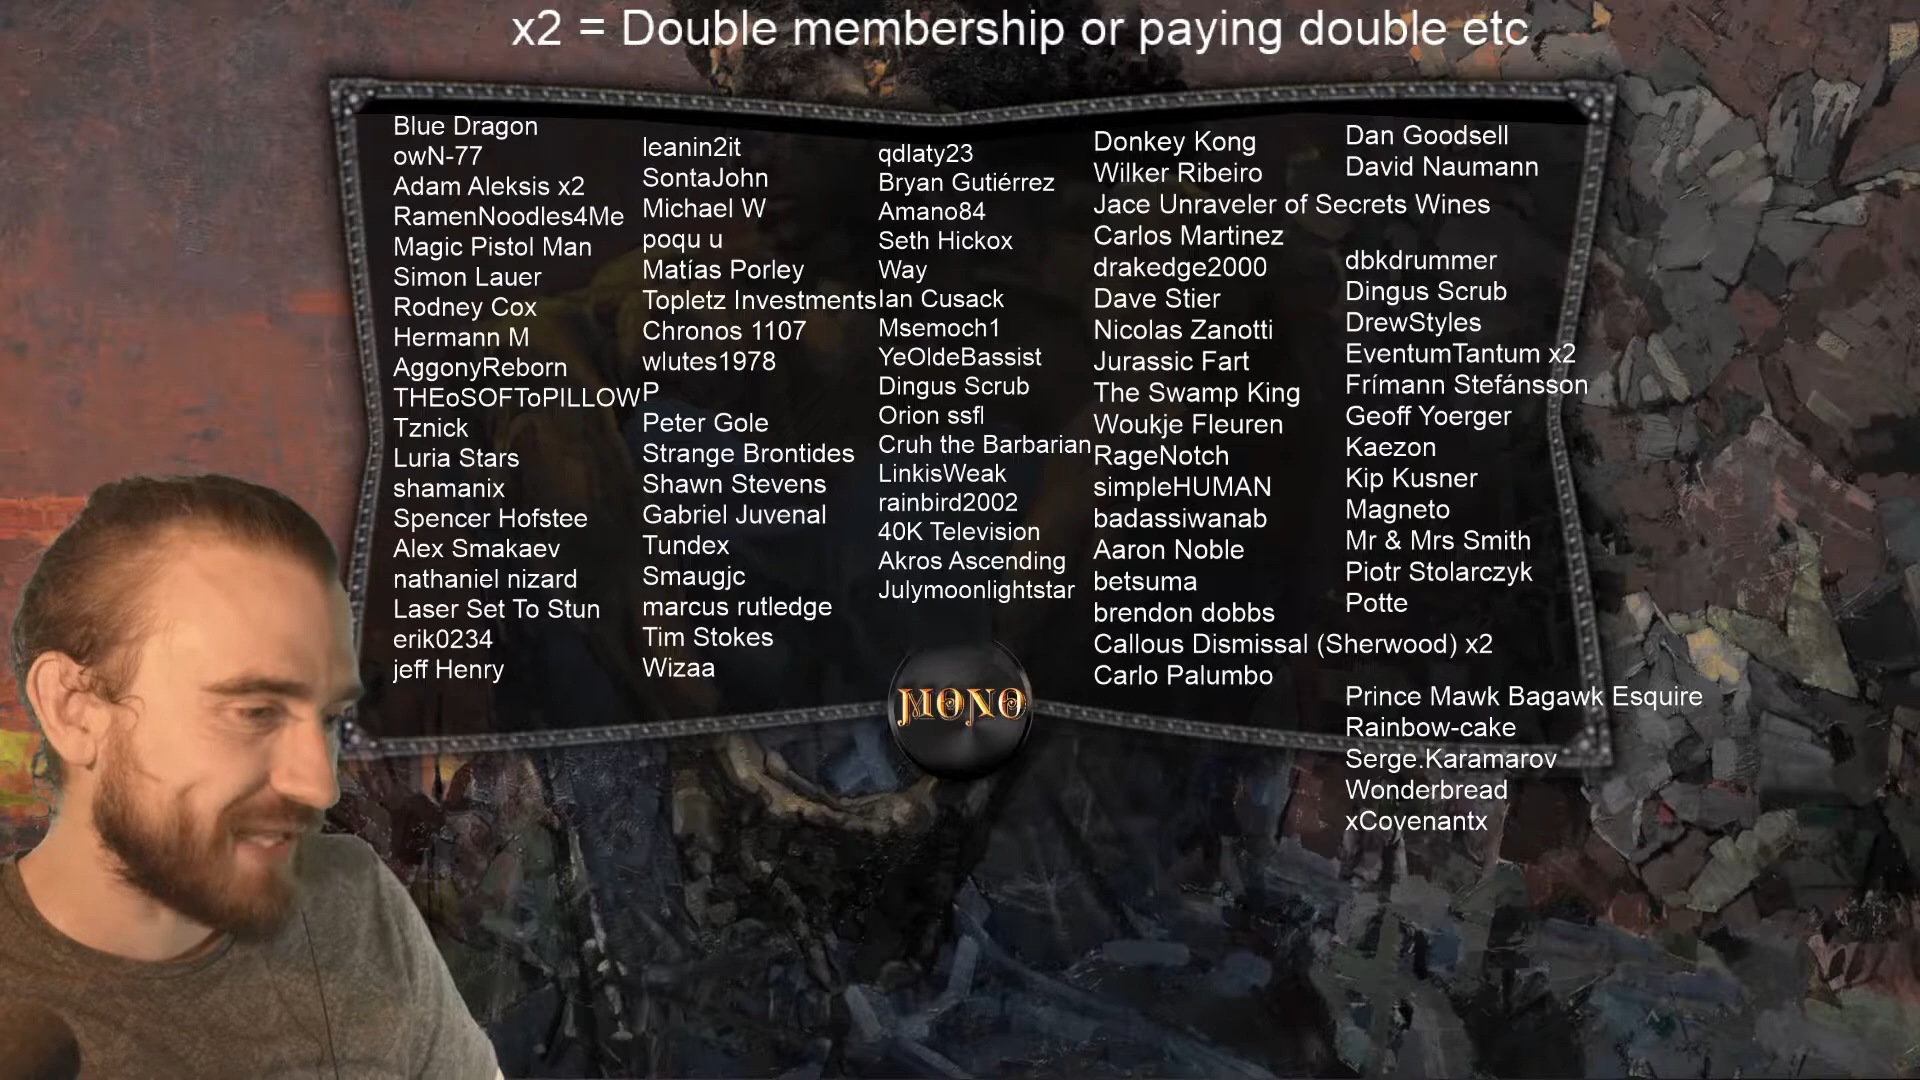 x2 = Double membership or paying double etc
Blue Dragon
owN-77
Adam Aleksis x2
RamenNoodles4Me
Magic Pistol Man
Simon Lauer
Rodney Cox
Hermann M
AggonyReborn
THEoSOFToPILLOW
Tznick
Luria Stars
shamanix
Spencer Hofstee
Alex Smakaev
nathaniel nizard
Laser Set To Stun
erik0234
jeff Henry
leanin2it
SontaJohn
Michael W
poqu u
Matías Porley
Topletz Investments
Chronos 1107
wlutes1978
P
Peter Gole
Strange Brontides
Shawn Stevens
Gabriel Juvenal
Tundex
Smaugjc
marcus rutledge
Tim Stokes
Wizaa
qdlaty23
Bryan Gutiérrez
Amano84
Seth Hickox
Way
Ian Cusack
Msemoch1
YeOldeBassist
Dingus Scrub
Orion ssfl
Cruh the Barbarian
LinkisWeak
rainbird2002
40K Television
Akros Ascending
Julymoonlightstar
MONO
Donkey Kong
Wilker Ribeiro
Jace Unraveler of Secrets Wines
Carlos Martinez
drakedge2000
Dave Stier
Nicolas Zanotti
Jurassic Fart
The Swamp King
Woukje Fleuren
RageNotch
simpleHUMAN
badassiwanab
Aaron Noble
betsuma
brendon dobbs
Callous Dismissal (Sherwood) x2
Carlo Palumbo
Dan Goodsell
David Naumann
dbkdrummer
Dingus Scrub
DrewStyles
EventumTantum x2
Frímann Stefánsson
Geoff Yoerger
Kaezon
Kip Kusner
Magneto
Mr & Mrs Smith
Piotr Stolarczyk
Potte
Prince Mawk Bagawk Esquire
Rainbow-cake
Serge.Karamarov
Wonderbread
xCovenantx